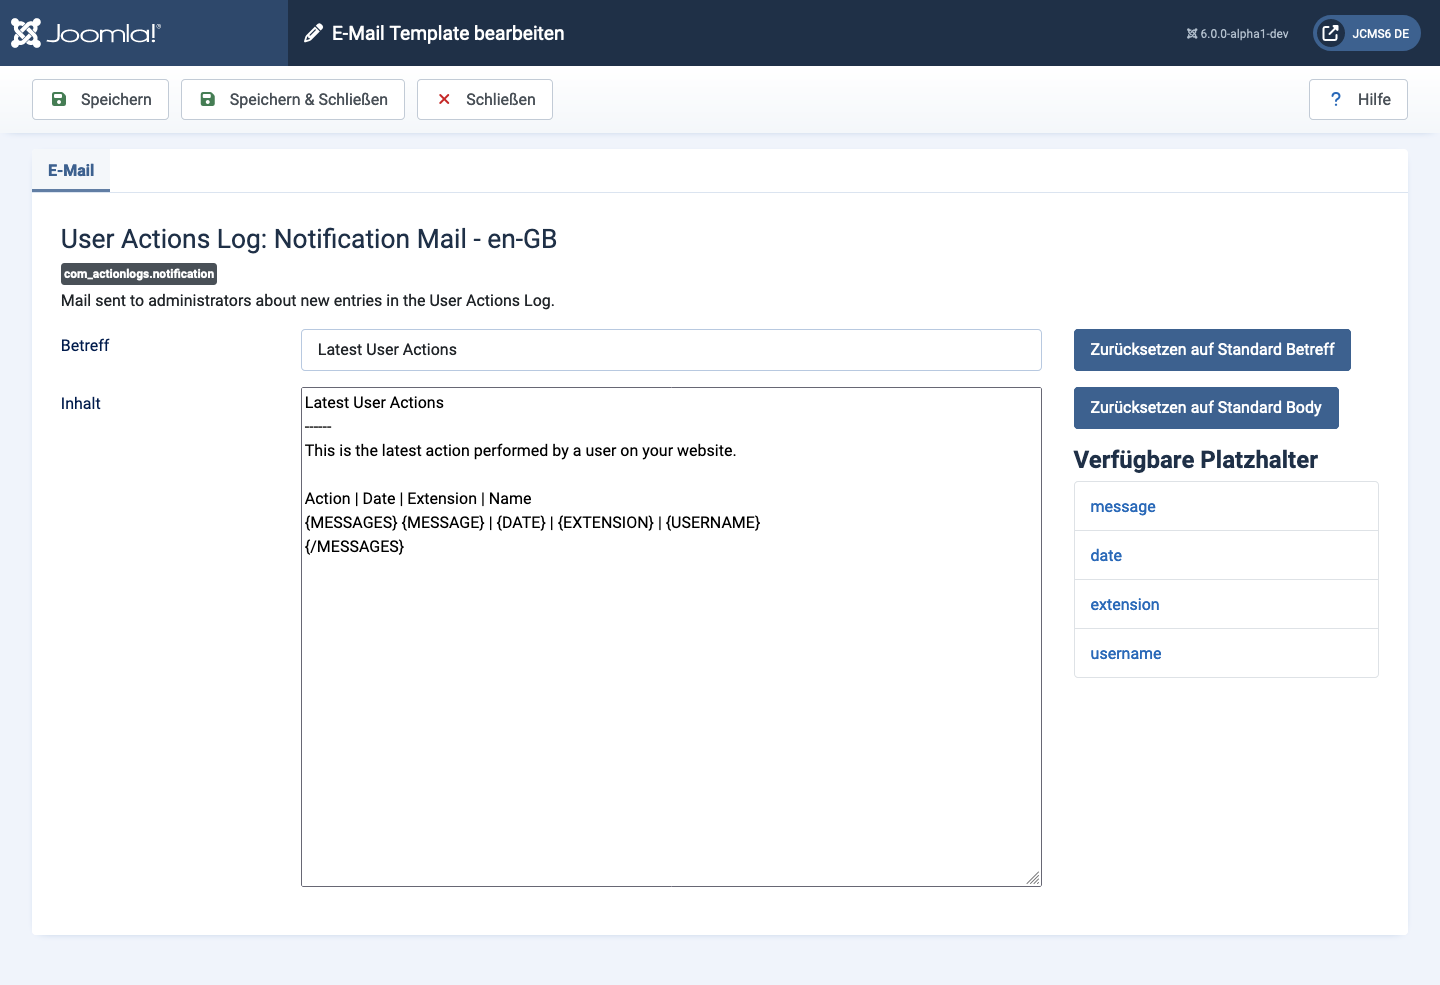 Joomla!®
E-Mail Template bearbeiten
6.0.0-alpha1-dev
JCMS6 DE
Speichern
Speichern & Schließen
Schließen
? Hilfe
E-Mail
User Actions Log: Notification Mail - en-GB
com_actionlogs.notification
Mail sent to administrators about new entries in the User Actions Log.
Betreff
Latest User Actions
Zurücksetzen auf Standard Betreff
Inhalt
Latest User Actions
------
This is the latest action performed by a user on your website.
Action | Date | Extension | Name
{MESSAGES} {MESSAGE} | {DATE} | {EXTENSION} | {USERNAME}
{/MESSAGES}
Zurücksetzen auf Standard Body
Verfügbare Platzhalter
message
date
extension
username